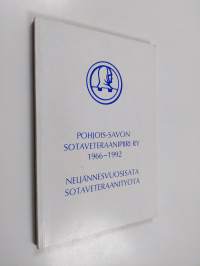 POHJOIS-SAVON
SOTAVETERAANIPIIRI RY
1966–1992
NELJÄNNESVUOSISATA
SOTAVETERAANITYÖTÄ